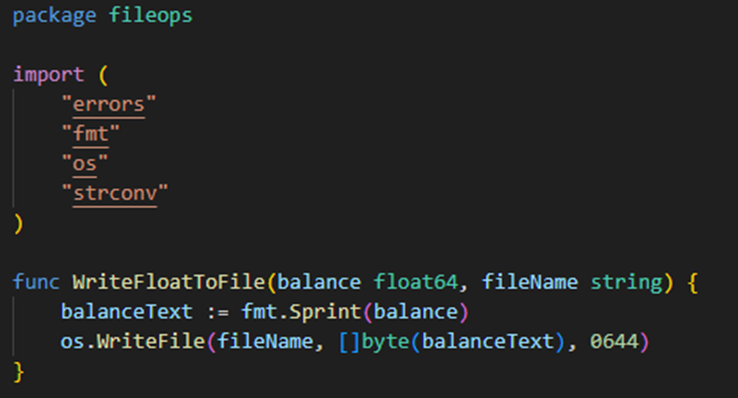 package fileops
import (
"errors"
"fmt"
"os"
"strconv"
)
func WriteFloatToFile(balance float64, fileName string) {
balanceText := fmt.Sprint(balance)
os.WriteFile(fileName, []byte(balanceText), 0644)
}